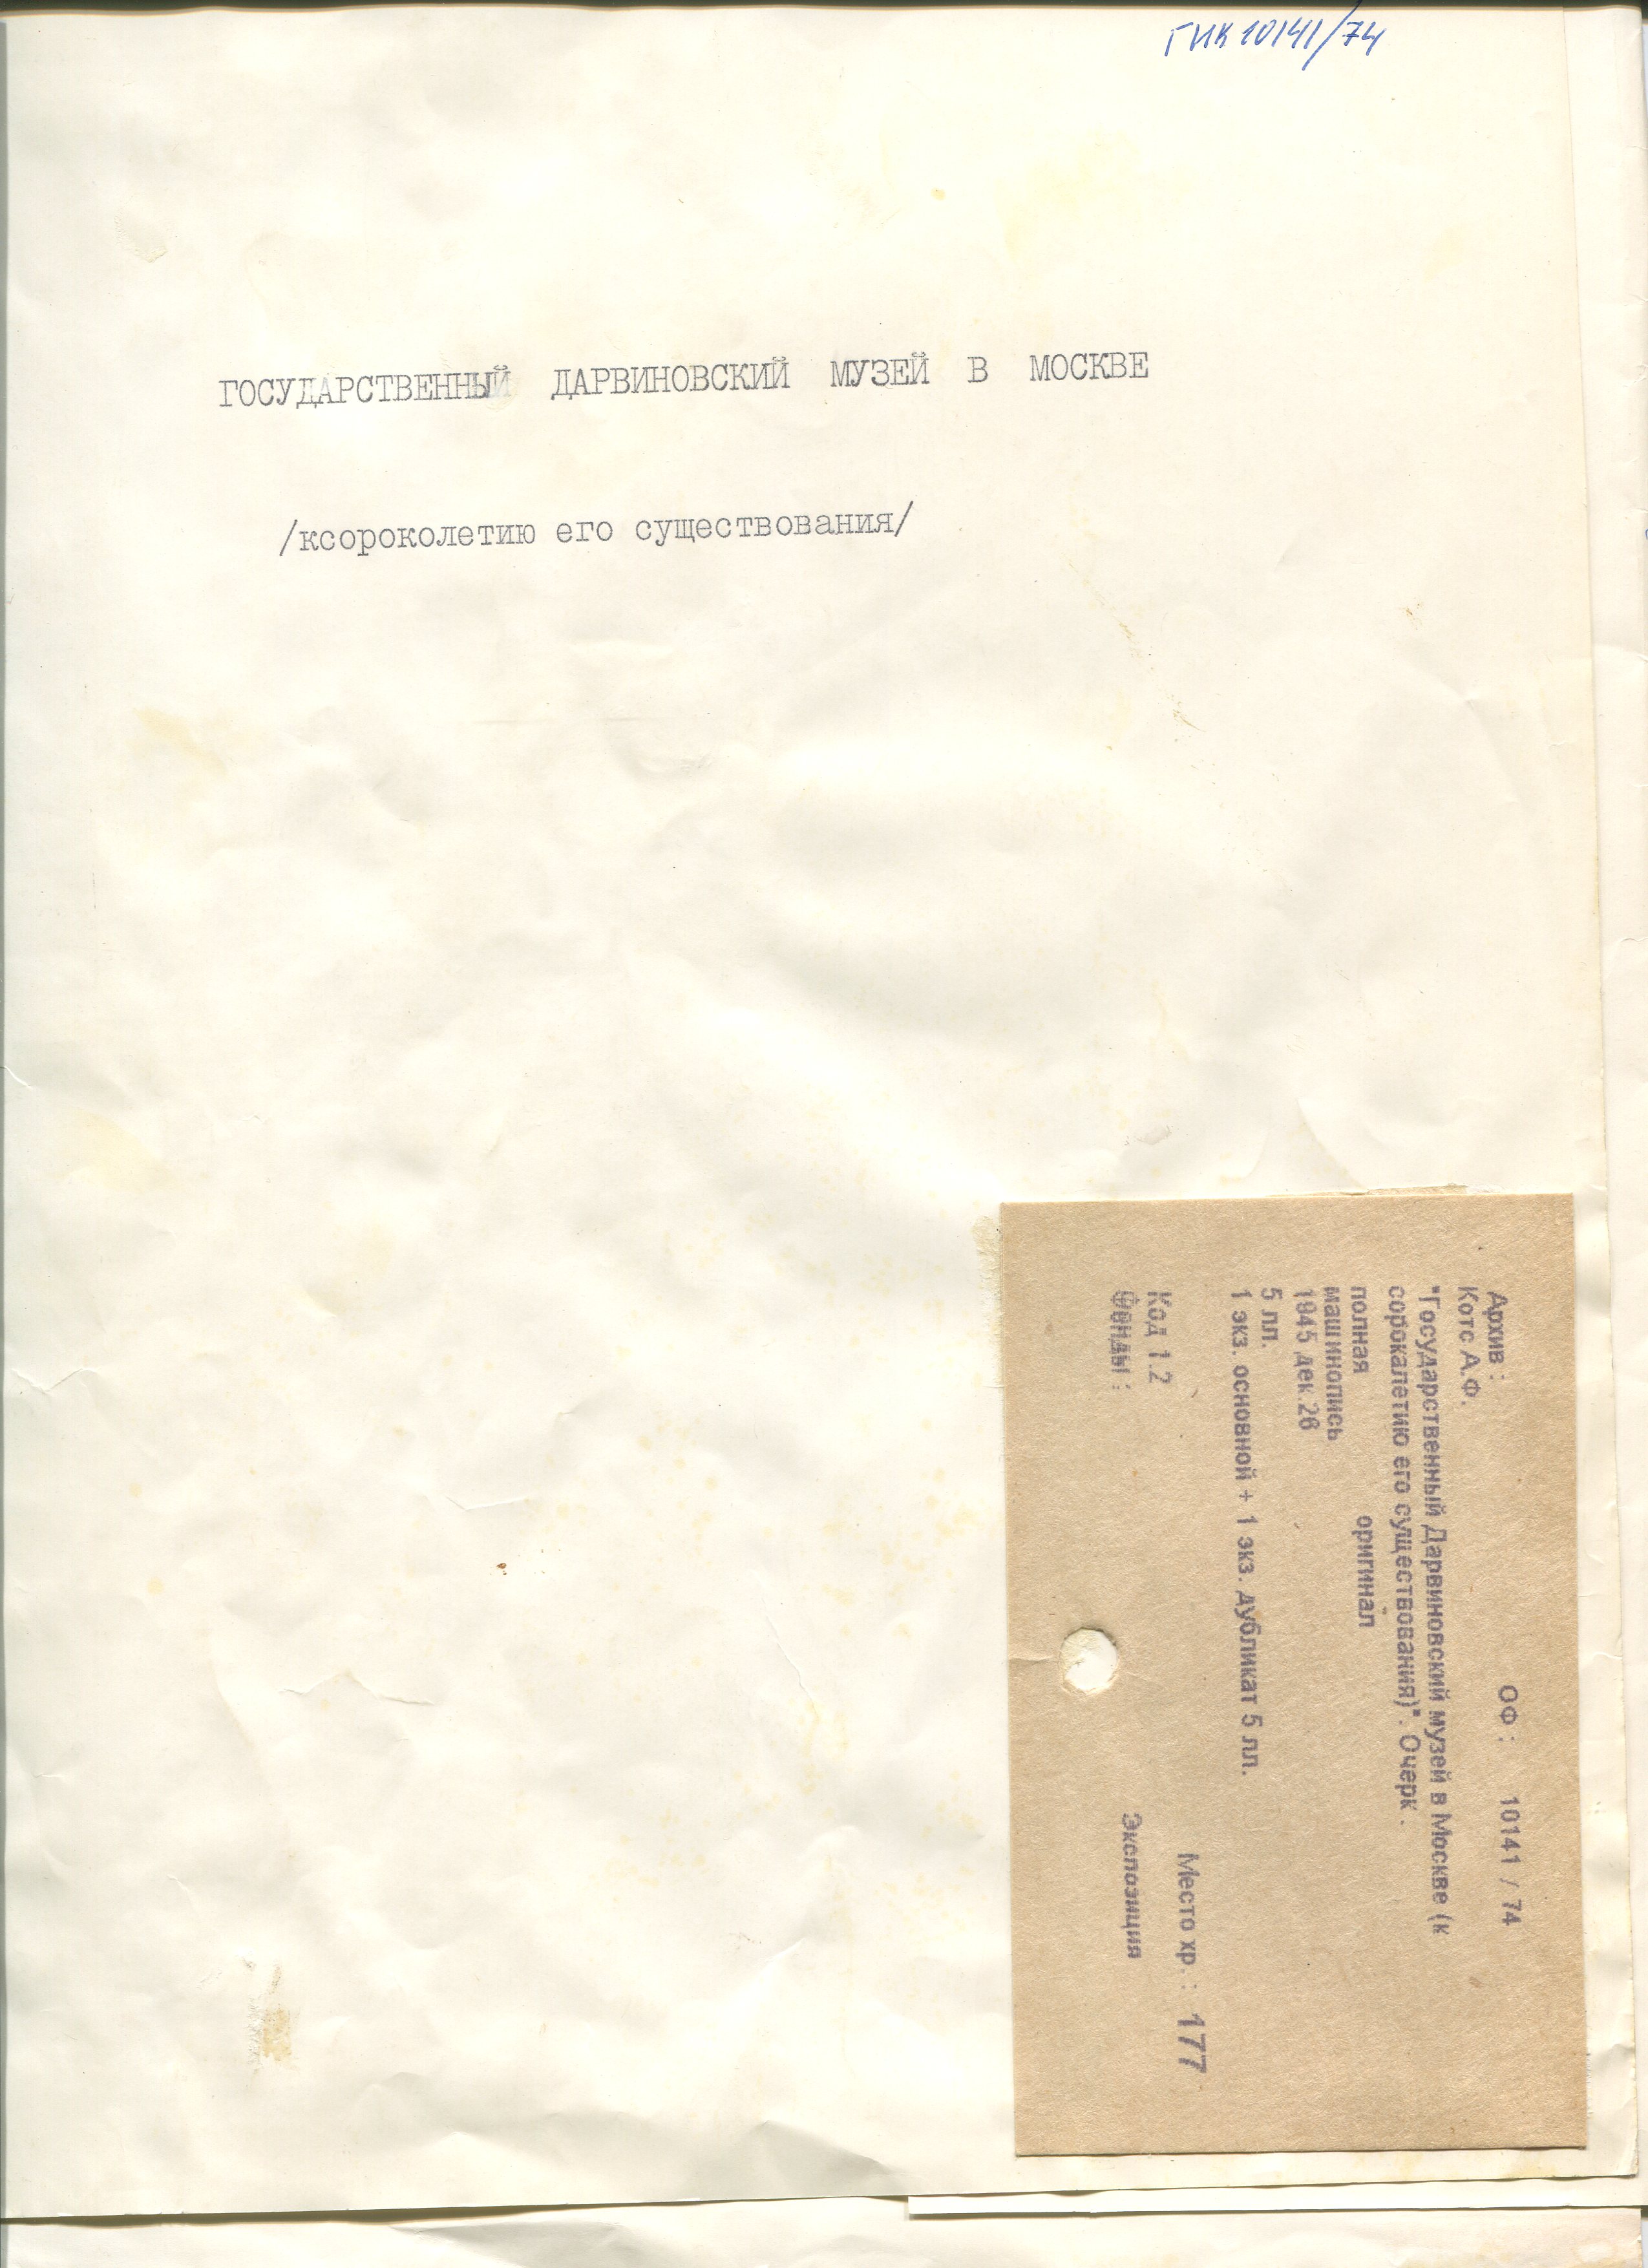 ГИК 10141/74
ГОСУДАРСТВЕННЫЙ ДАРВИНОВСКИЙ МУЗЕЙ В МОСКВЕ
/ксороколетию его существования/
Архив: ОФ: 10141 / 74
Котс А.Ф.
"Государственный Дарвиновский музей в Москве (к
сорокалетию его существования)". Очерк.
полная оригинал
машинопись
1945 дек.26
5 лл.
1 экз. основной + 1 экз. дубликат 5 лл.
Место хр.: 177
Код 1.2
Фонды: Экспозиция